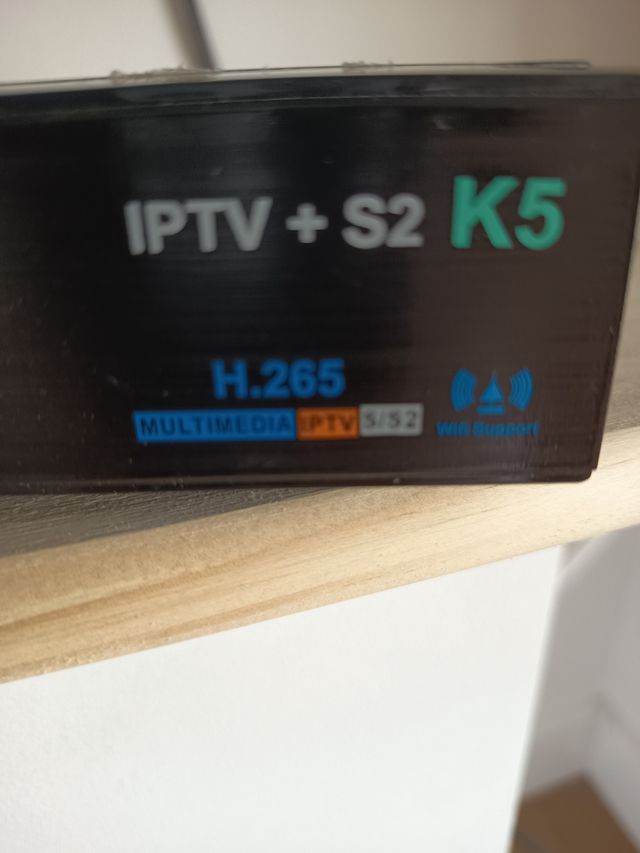 IPTV + S2 K5
H.265
MULTIMEDIA IPTV S/S2
Wifi Support